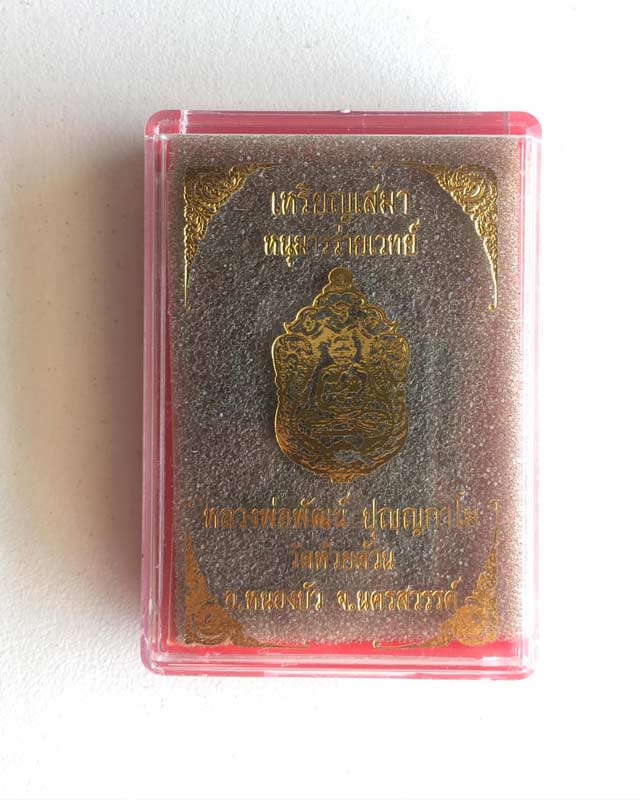 เหรียญเสมา
หนุมารร่ายเวทย์
หลวงพ่อพัฒน์ ปุญญกาโม
วัดห้วยด้วน
อ.หนองบัว จ.นครสวรรค์